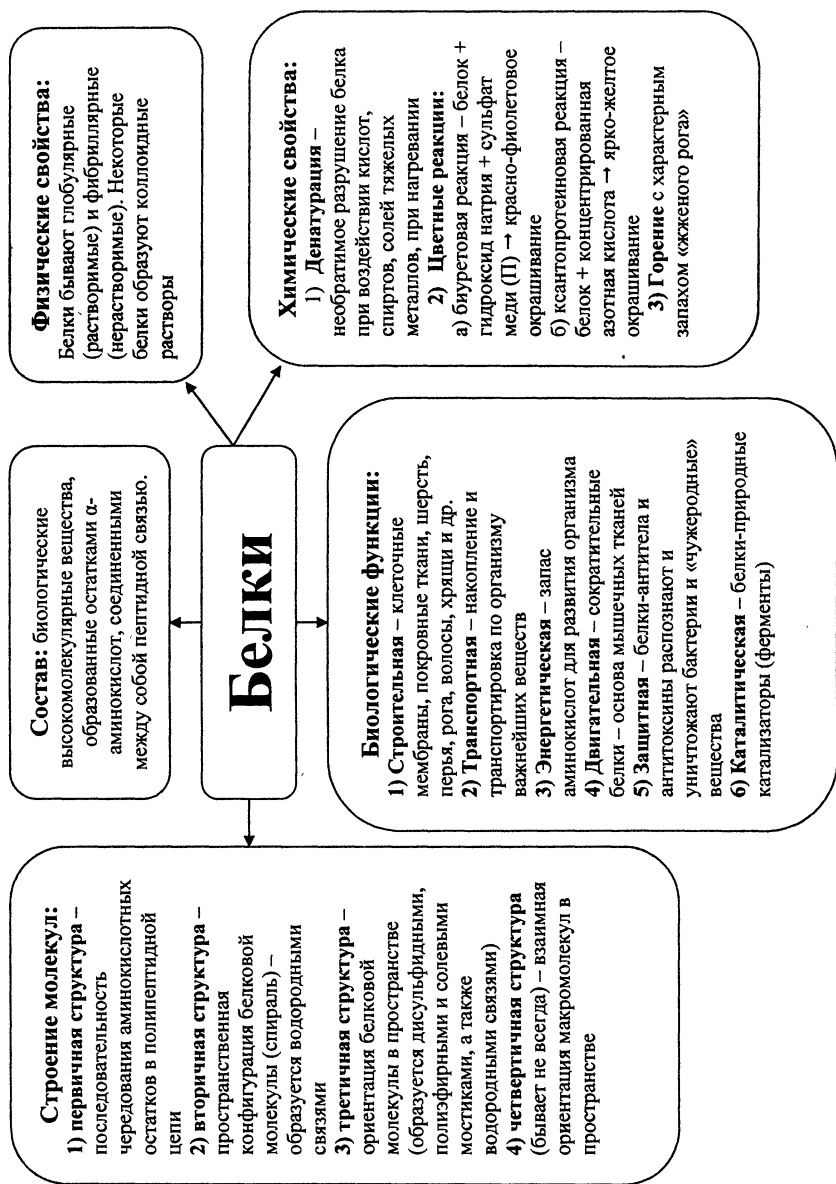 Белки
Состав: биологические
высокомолекулярные вещества,
образованные остатками α-
аминокислот, соединенными
между собой пептидной связью.
Физические свойства:
Белки бывают глобулярные
(растворимые) и фибриллярные
(нерастворимые). Некоторые
белки образуют коллоидные
растворы
Строение молекул:
1) первичная структура –
последовательность
чередования аминокислотных
остатков в полипептидной
цепи
2) вторичная структура –
пространственная
конфигурация белковой
молекулы (спираль) –
образуется водородными
связями
3) третичная структура –
ориентация белковой
молекулы в пространстве
(образуется дисульфидными,
полиэфирными и солевыми
мостиками, а также
водородными связями)
4) четвертичная структура
(бывает не всегда) – взаимная
ориентация макромолекул в
пространстве
Биологические функции:
1) Строительная – клеточные
мембраны, покровные ткани, шерсть,
перья, рога, волосы, хрящи и др.
2) Транспортная – накопление и
транспортировка по организму
важнейших веществ
3) Энергетическая – запас
аминокислот для развития организма
4) Двигательная – сократительные
белки – основа мышечных тканей
5) Защитная – белки-антитела и
антитоксины распознают и
уничтожают бактерии и «чужеродные»
вещества
6) Каталитическая – белки-природные
катализаторы (ферменты)
Химические свойства:
1) Денатурация –
необратимое разрушение белка
при воздействии кислот,
спиртов, солей тяжелых
металлов, при нагревании
2) Цветные реакции:
а) биуретовая реакция – белок +
гидроксид натрия + сульфат
меди (II) → красно-фиолетовое
окрашивание
б) ксантопротеиновая реакция –
белок + концентрированная
азотная кислота → ярко-желтое
окрашивание
3) Горение с характерным
запахом «жженого рога»